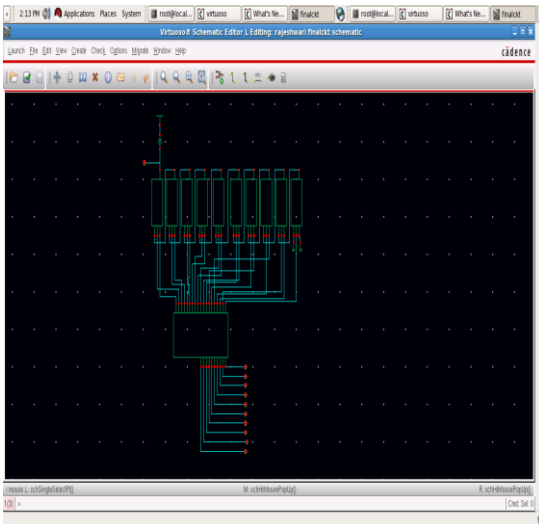 2:13 PM Applications Places System root@local... virtuoso What's Ne... finalckt root@local... virtuoso What's Ne... finalckt
Virtuoso® Schematic Editor L Editing: rajeshwari finalckt schematic
Launch File Edit View Create Check Options Migrate Window Help cādence
mouse L: schSingleSelectPt() M: schHiMousePopUp() R: schHiMousePopUp()
1(3) > Cmd: Sel: 0